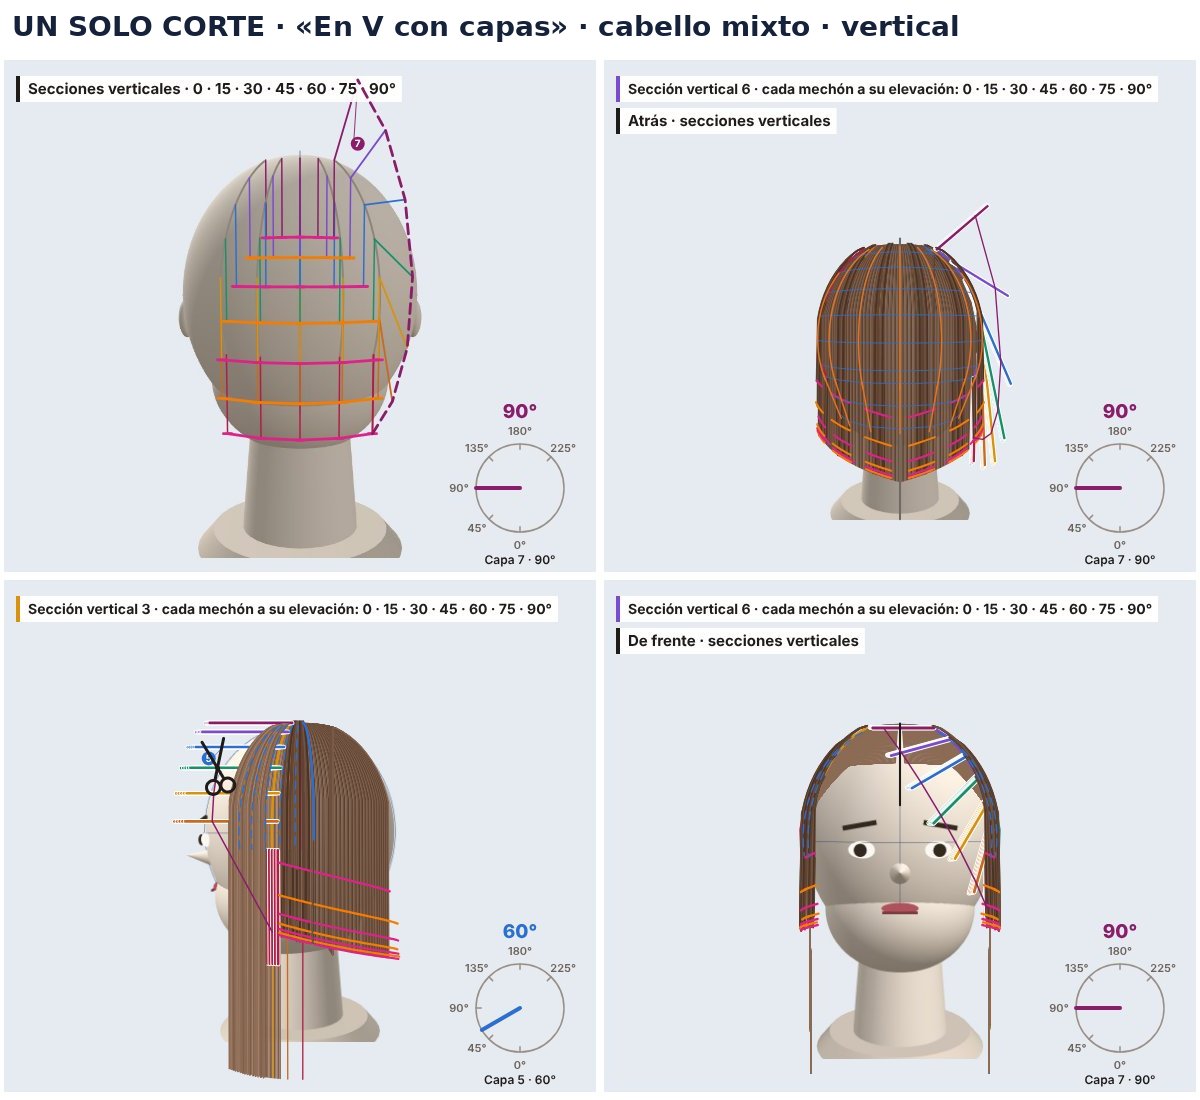 UN SOLO CORTE · «En V con capas» · cabello mixto · vertical
Secciones verticales · 0 · 15 · 30 · 45 · 60 · 75 · 90°
7
90°
180°
135°
225°
90°
45°
0°
Capa 7 · 90°
Sección vertical 6 · cada mechón a su elevación: 0 · 15 · 30 · 45 · 60 · 75 · 90°
Atrás · secciones verticales
90°
180°
135°
225°
90°
45°
0°
Capa 7 · 90°
Sección vertical 3 · cada mechón a su elevación: 0 · 15 · 30 · 45 · 60 · 75 · 90°
60°
180°
135°
225°
90°
45°
0°
Capa 5 · 60°
Sección vertical 6 · cada mechón a su elevación: 0 · 15 · 30 · 45 · 60 · 75 · 90°
De frente · secciones verticales
90°
180°
135°
225°
90°
45°
0°
Capa 7 · 90°